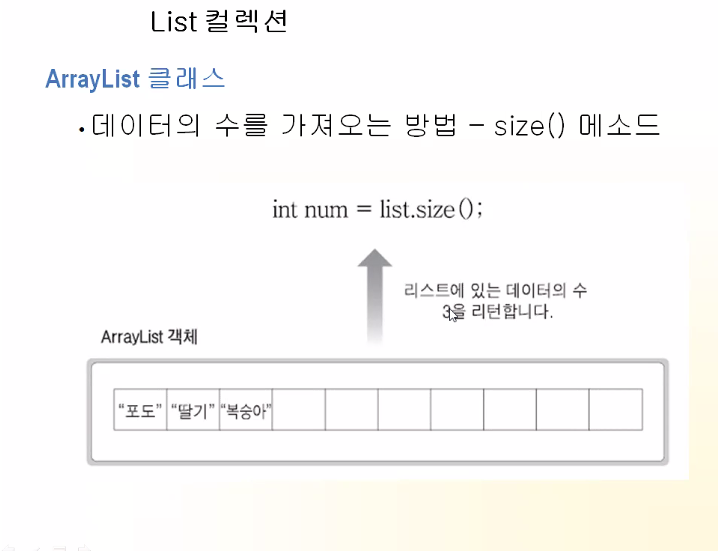 List 컬렉션
ArrayList 클래스
• 데이터의 수를 가져오는 방법 – size() 메소드
int num = list.size();
리스트에 있는 데이터의 수
3을 리턴합니다.
ArrayList 객체
“포도” “딸기” “복숭아”